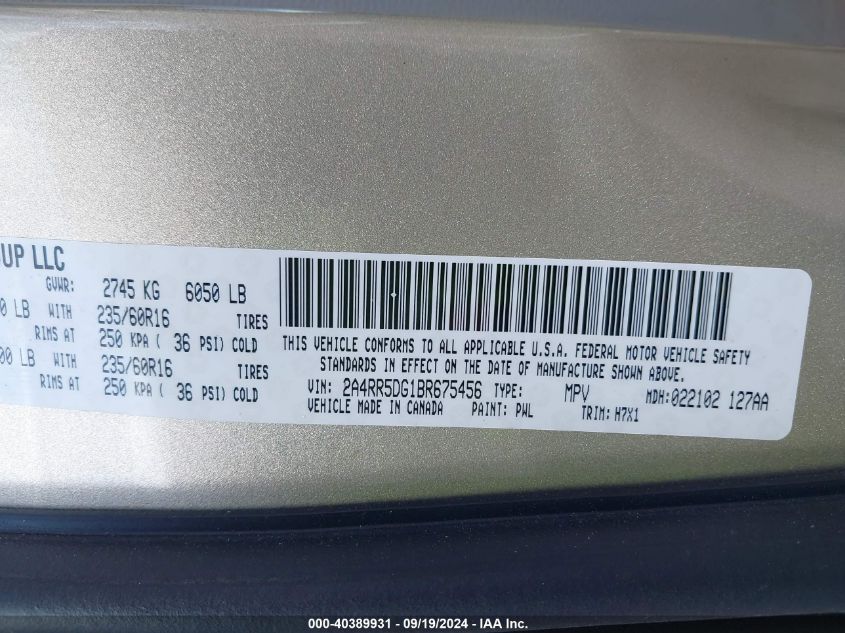 UP LLC
GVWR: 2745 KG 6050 LB
0 LB WITH 235/60R16 TIRES
RIMS AT 250 KPA ( 36 PSI) COLD
00 LB WITH 235/60R16 TIRES
RIMS AT 250 KPA ( 36 PSI) COLD
THIS VEHICLE CONFORMS TO ALL APPLICABLE U.S.A. FEDERAL MOTOR VEHICLE SAFETY
STANDARDS IN EFFECT ON THE DATE OF MANUFACTURE SHOWN ABOVE.
VIN: 2A4RR5DG1BR675456 TYPE: MPV MDH:022102 127AA
VEHICLE MADE IN CANADA PAINT: PWL TRIM: H7X1
000-40389931 - 09/19/2024 - IAA Inc.